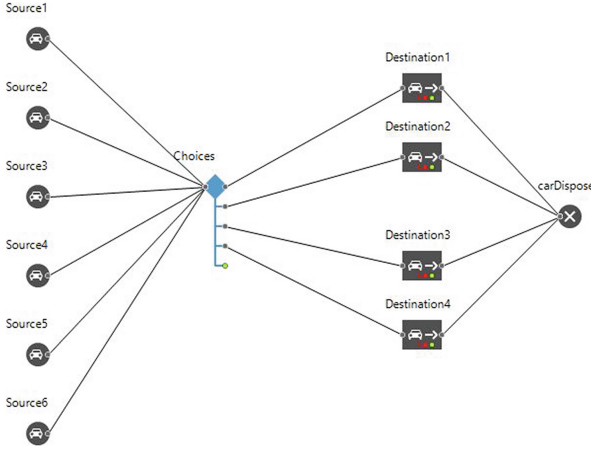 Source1
Source2
Source3
Source4
Source5
Source6
Choices
Destination1
Destination2
Destination3
Destination4
carDispose